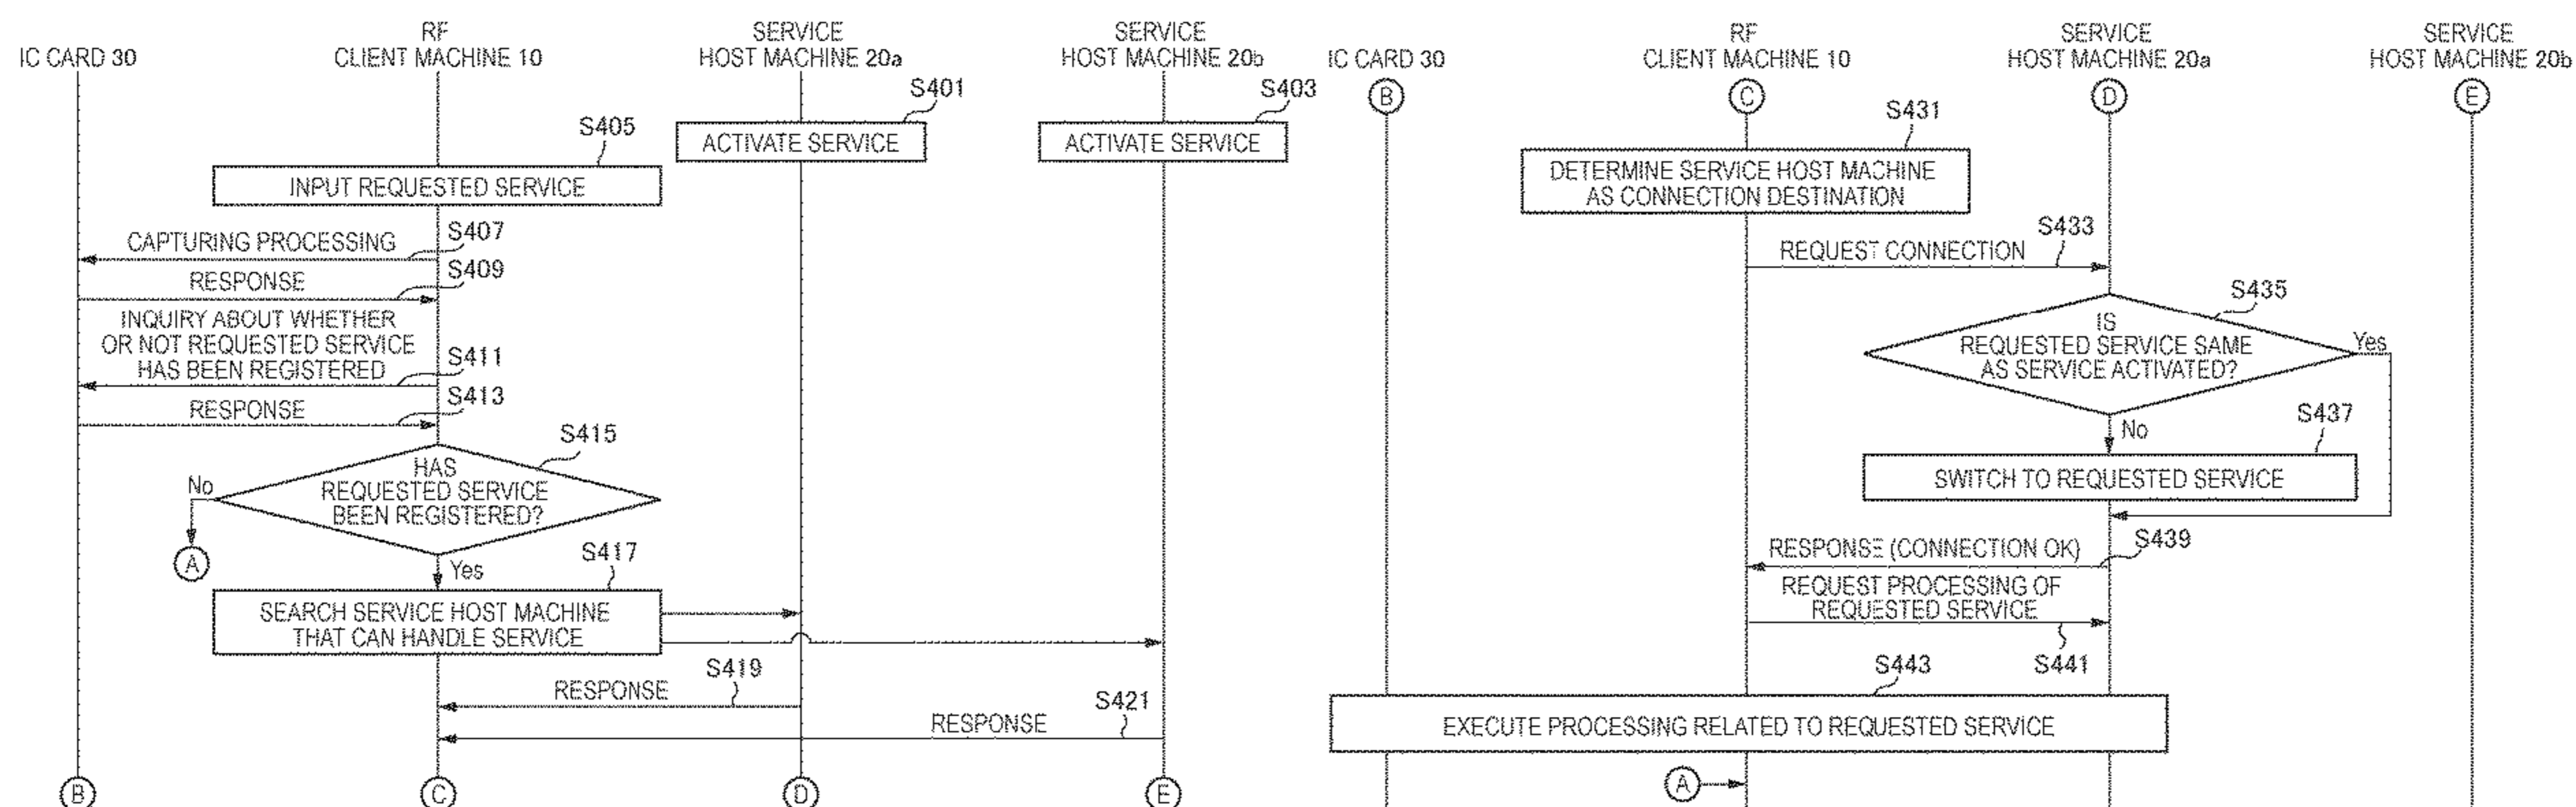 IC CARD 30
RF
CLIENT MACHINE 10
SERVICE
HOST MACHINE 20a
SERVICE
HOST MACHINE 20b
S401
ACTIVATE SERVICE
S403
ACTIVATE SERVICE
S405
INPUT REQUESTED SERVICE
CAPTURING PROCESSING
S407
RESPONSE
S409
INQUIRY ABOUT WHETHER
OR NOT REQUESTED SERVICE
HAS BEEN REGISTERED
S411
RESPONSE
S413
S415
HAS
REQUESTED SERVICE
BEEN REGISTERED?
No
A
Yes
S417
SEARCH SERVICE HOST MACHINE
THAT CAN HANDLE SERVICE
RESPONSE
S419
RESPONSE
S421
B
C
D
E
IC CARD 30
RF
CLIENT MACHINE 10
SERVICE
HOST MACHINE 20a
SERVICE
HOST MACHINE 20b
B
C
D
E
S431
DETERMINE SERVICE HOST MACHINE
AS CONNECTION DESTINATION
REQUEST CONNECTION
S433
S435
IS
REQUESTED SERVICE SAME
AS SERVICE ACTIVATED?
Yes
No
S437
SWITCH TO REQUESTED SERVICE
RESPONSE (CONNECTION OK)
S439
REQUEST PROCESSING OF
REQUESTED SERVICE
S441
S443
EXECUTE PROCESSING RELATED TO REQUESTED SERVICE
A